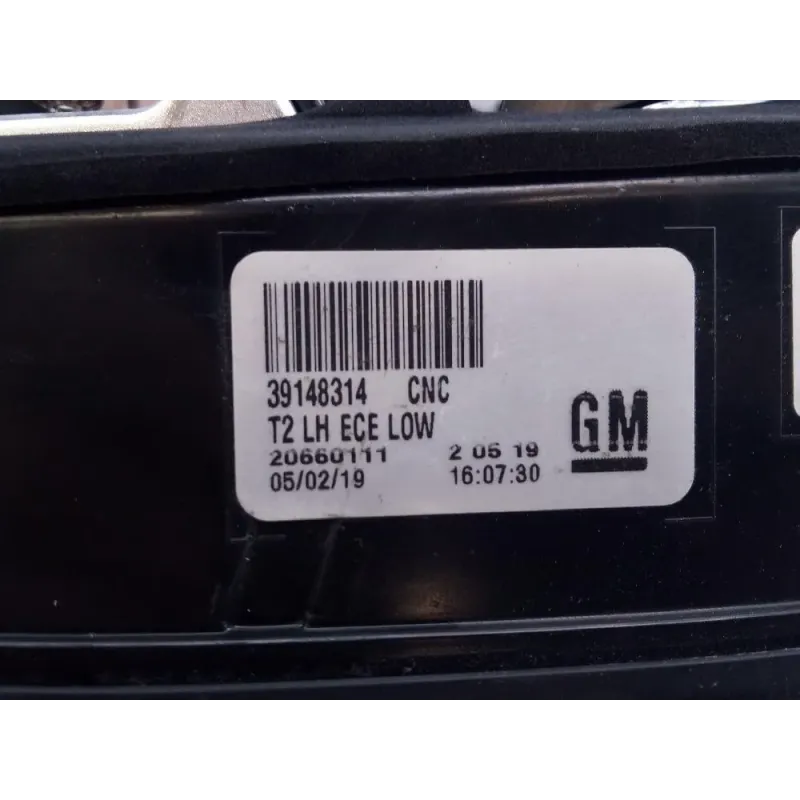 39148314 CNC
T2 LH ECE LOW
20660111 2 05 19
05/02/19 16:07:30
GM